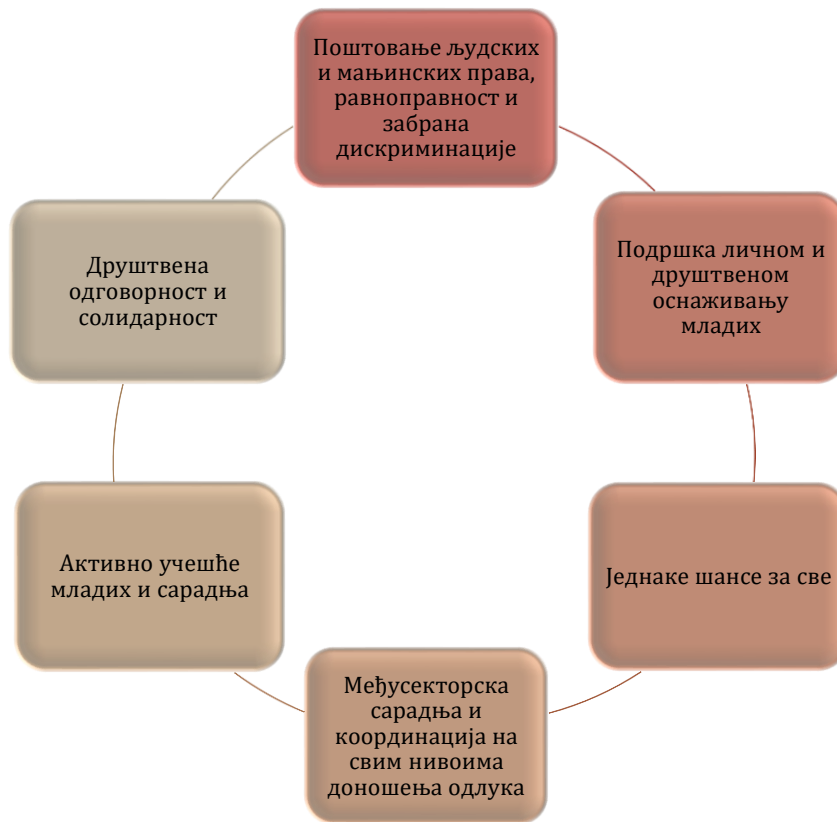 Поштовање људских
и мањинских права,
равноправност и
забрана
дискриминације
Подршка личном и
друштвеном
оснаживању
младих
Једнаке шансе за све
Међусекторска
сарадња и
координација на
свим нивоима
доношења одлука
Активно учешће
младих и сарадња
Друштвена
одговорност и
солидарност